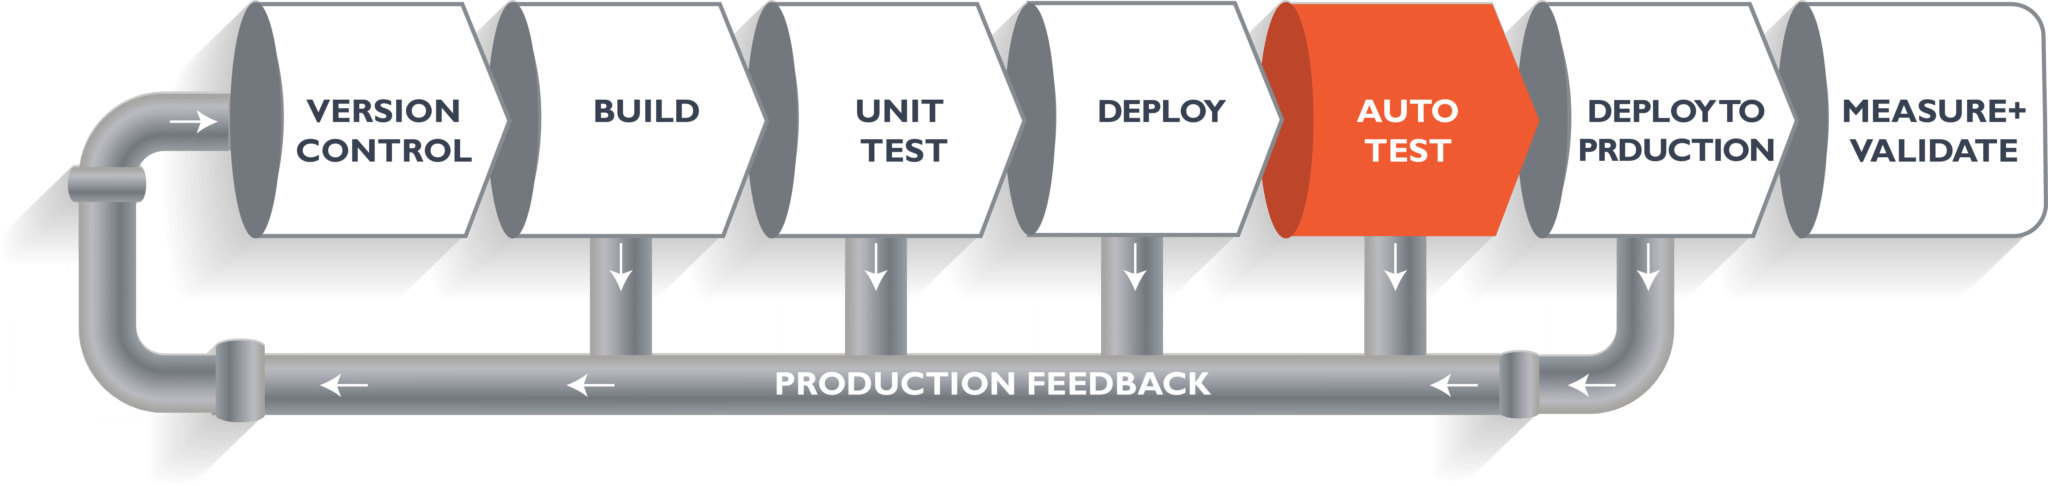 VERSION
CONTROL
BUILD
UNIT
TEST
DEPLOY
AUTO
TEST
DEPLOY TO
PRDUCTION
MEASURE+
VALIDATE
PRODUCTION FEEDBACK